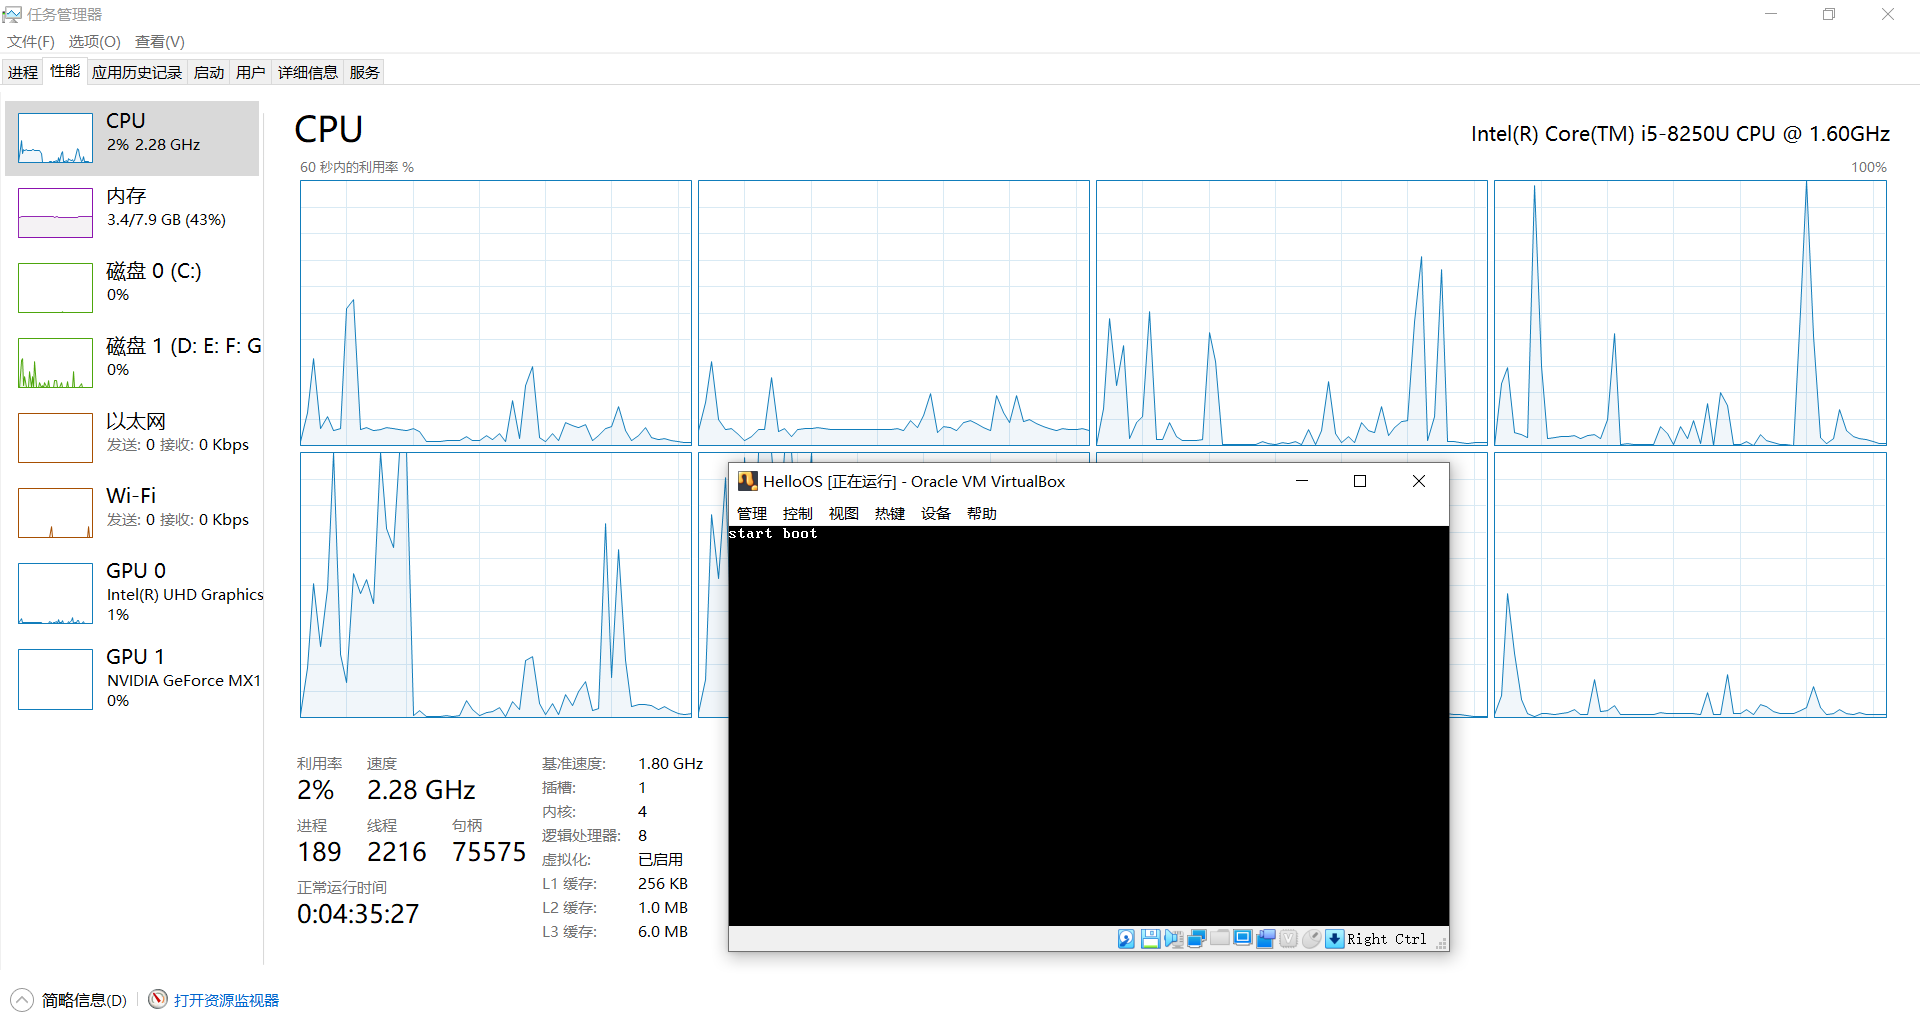 任务管理器
文件(F) 选项(O) 查看(V)
进程 性能 应用历史记录 启动 用户 详细信息 服务
CPU
2% 2.28 GHz
内存
3.4/7.9 GB (43%)
磁盘 0 (C:)
0%
磁盘 1 (D: E: F: G
0%
以太网
发送: 0 接收: 0 Kbps
Wi-Fi
发送: 0 接收: 0 Kbps
GPU 0
Intel(R) UHD Graphics
1%
GPU 1
NVIDIA GeForce MX1
0%
CPU
Intel(R) Core(TM) i5-8250U CPU @ 1.60GHz
60 秒内的利用率 %
100%
利用率 速度
2% 2.28 GHz
进程 线程 句柄
189 2216 75575
正常运行时间
0:04:35:27
基准速度: 1.80 GHz
插槽: 1
内核: 4
逻辑处理器: 8
虚拟化: 已启用
L1 缓存: 256 KB
L2 缓存: 1.0 MB
L3 缓存: 6.0 MB
HelloOS [正在运行] - Oracle VM VirtualBox
管理 控制 视图 热键 设备 帮助
start boot
Right Ctrl
简略信息(D) 打开资源监视器